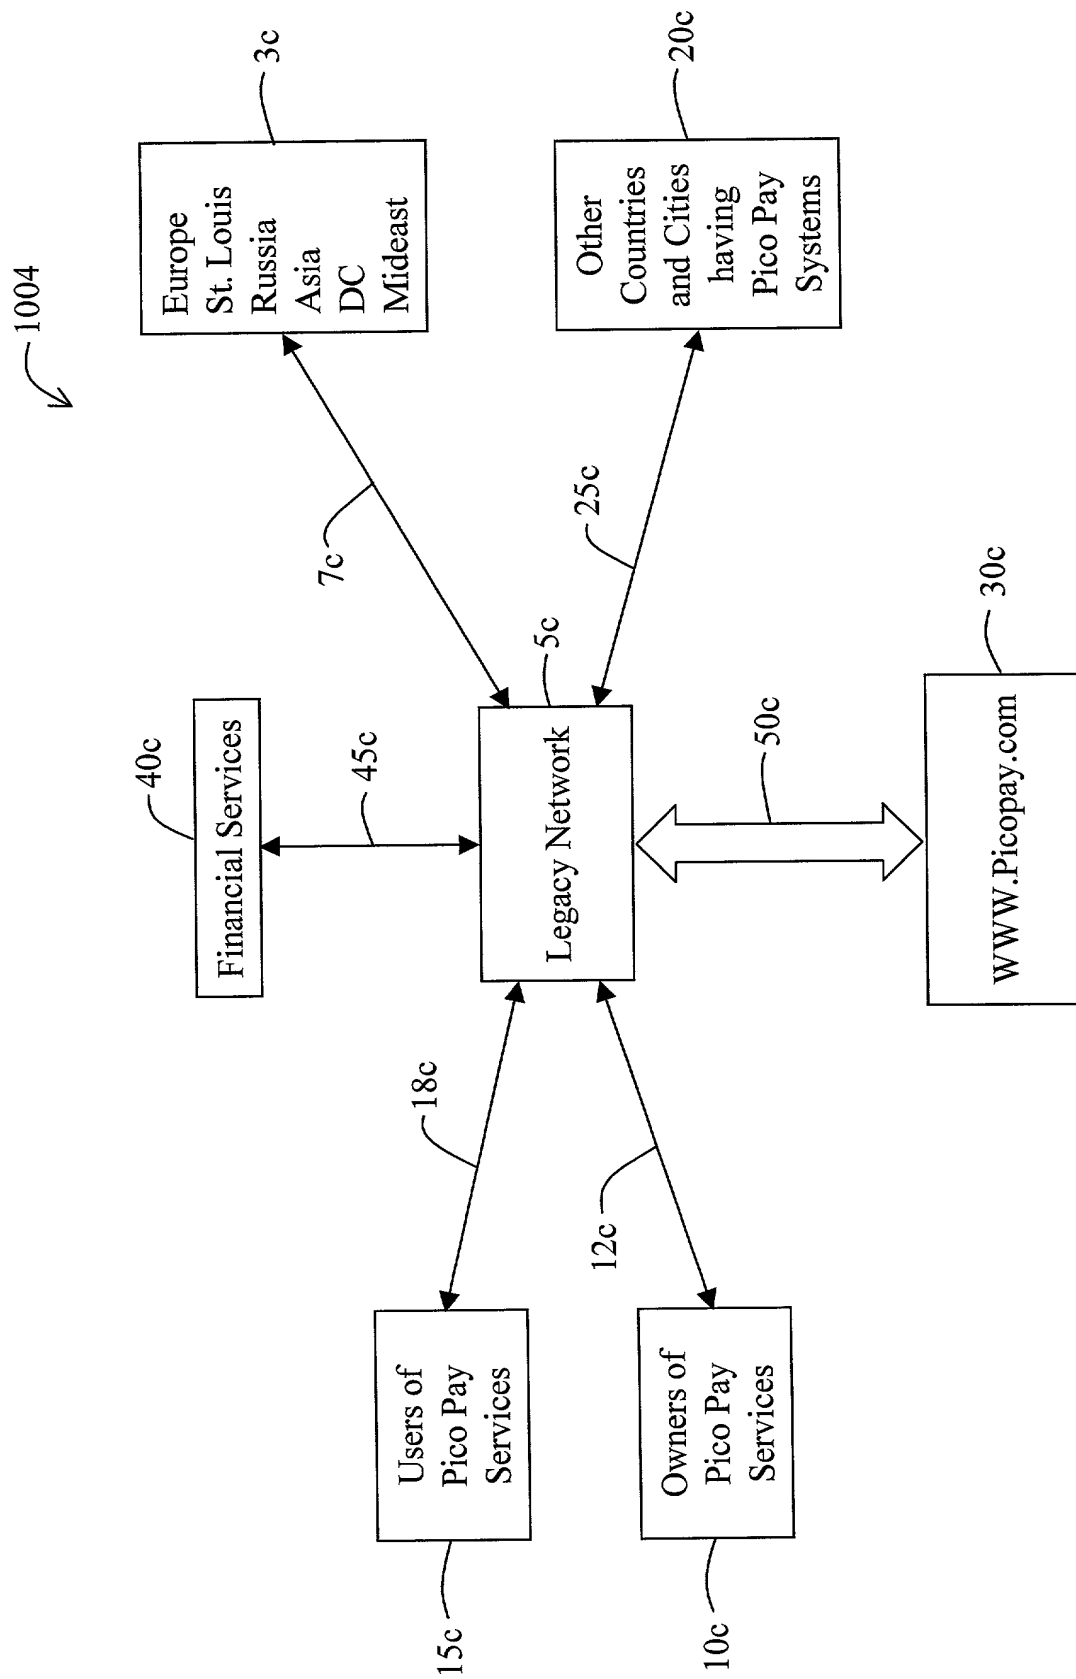 1004
40c
Financial Services
45c
15c
Users of
Pico Pay
Services
18c
7c
Europe
St. Louis
Russia
Asia
DC
Mideast
3c
Legacy Network
5c
10c
Owners of
Pico Pay
Services
12c
25c
Other
Countries
and Cities
having
Pico Pay
Systems
20c
50c
WWW.Picopay.com
30c